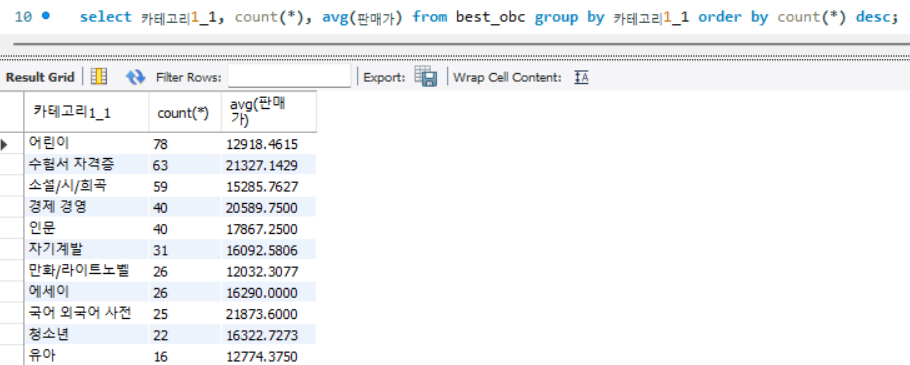 10 select 카테고리1_1, count(*), avg(판매가) from best_obc group by 카테고리1_1 order by count(*) desc;
Result Grid Filter Rows: Export: Wrap Cell Content: IA
카테고리1_1 count(*) avg(판매
가)
어린이 78 12918.4615
수험서 자격증 63 21327.1429
소설/시/희곡 59 15285.7627
경제 경영 40 20589.7500
인문 40 17867.2500
자기계발 31 16092.5806
만화/라이트노벨 26 12032.3077
에세이 26 16290.0000
국어 외국어 사전 25 21873.6000
청소년 22 16322.7273
유아 16 12774.3750